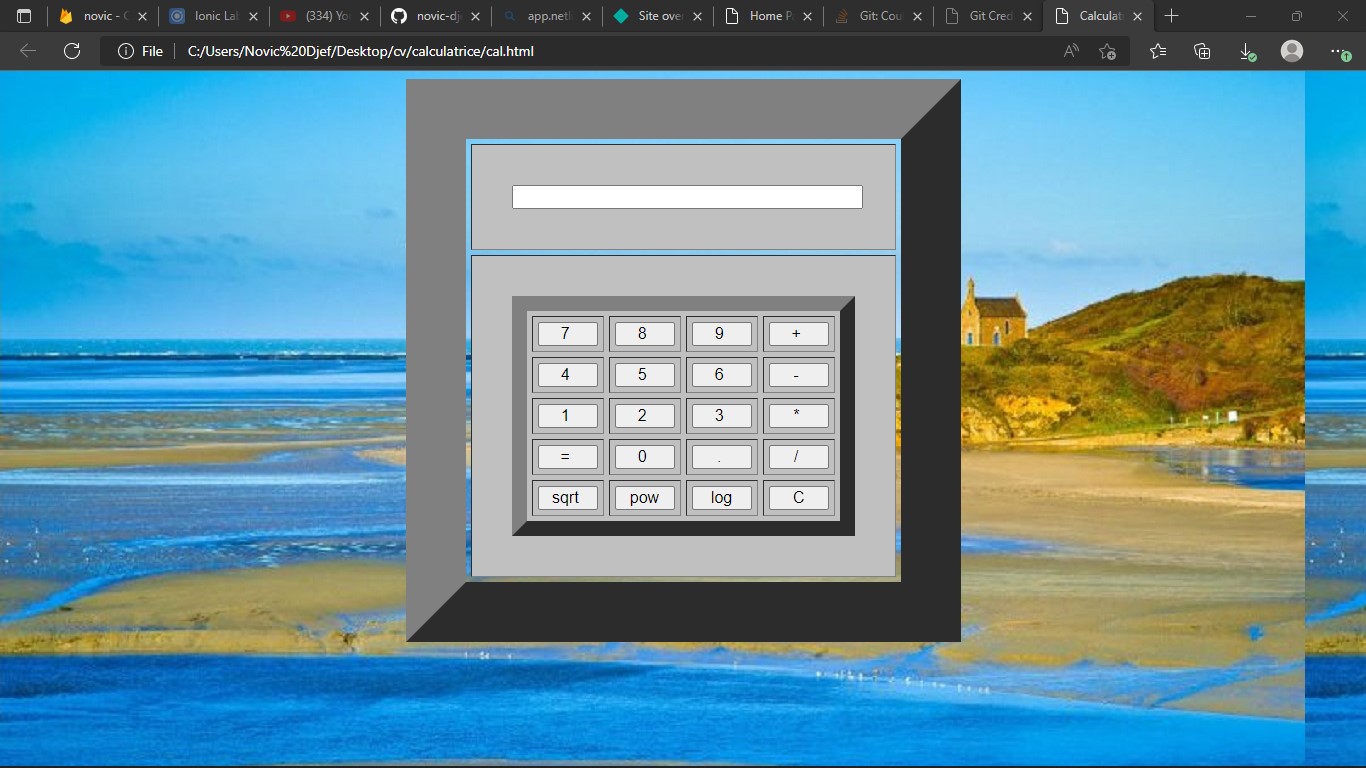 novic - C
Ionic La
(334) Yo
novic-dj
app.netl
Site over
Home P
Git: Cou
Git Cred
Calculat
File
C:/Users/Novic%20Djef/Desktop/cv/calculatrice/cal.html
7 8 9 +
4 5 6 -
1 2 3 *
= 0 . /
sqrt pow log C